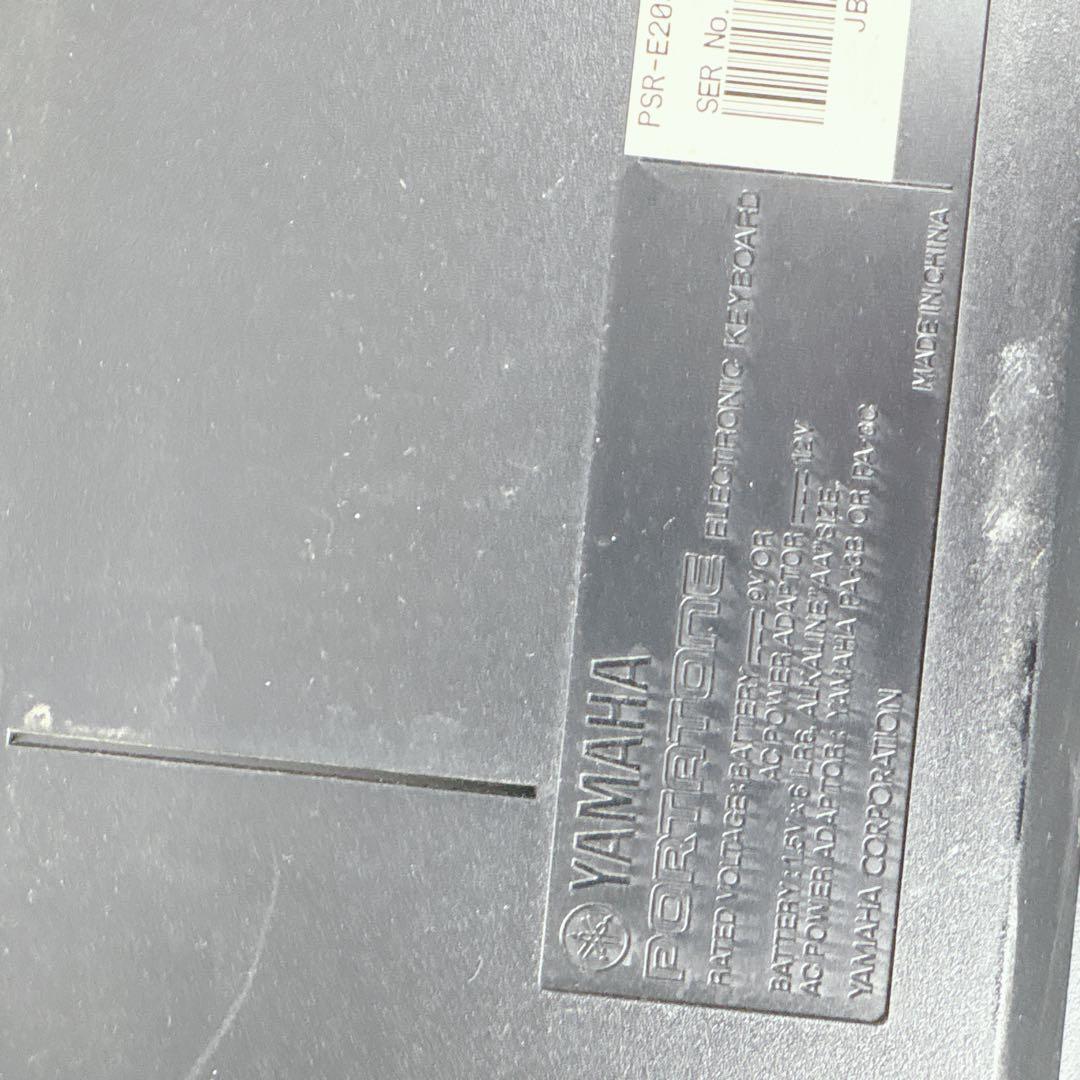 PSR-E20
SER No.
JB
YAMAHA
PORTATONE ELECTRONIC KEYBOARD
RATED VOLTAGE: BATTERY ⎓ 9V OR
AC POWER ADAPTOR ⎓ 12V
BATTERY: 1.5V × 6 LR6, ALKALINE "AA" SIZE,
AC POWER ADAPTOR: YAMAHA PA-3B OR PA-3C
YAMAHA CORPORATION
MADE IN CHINA